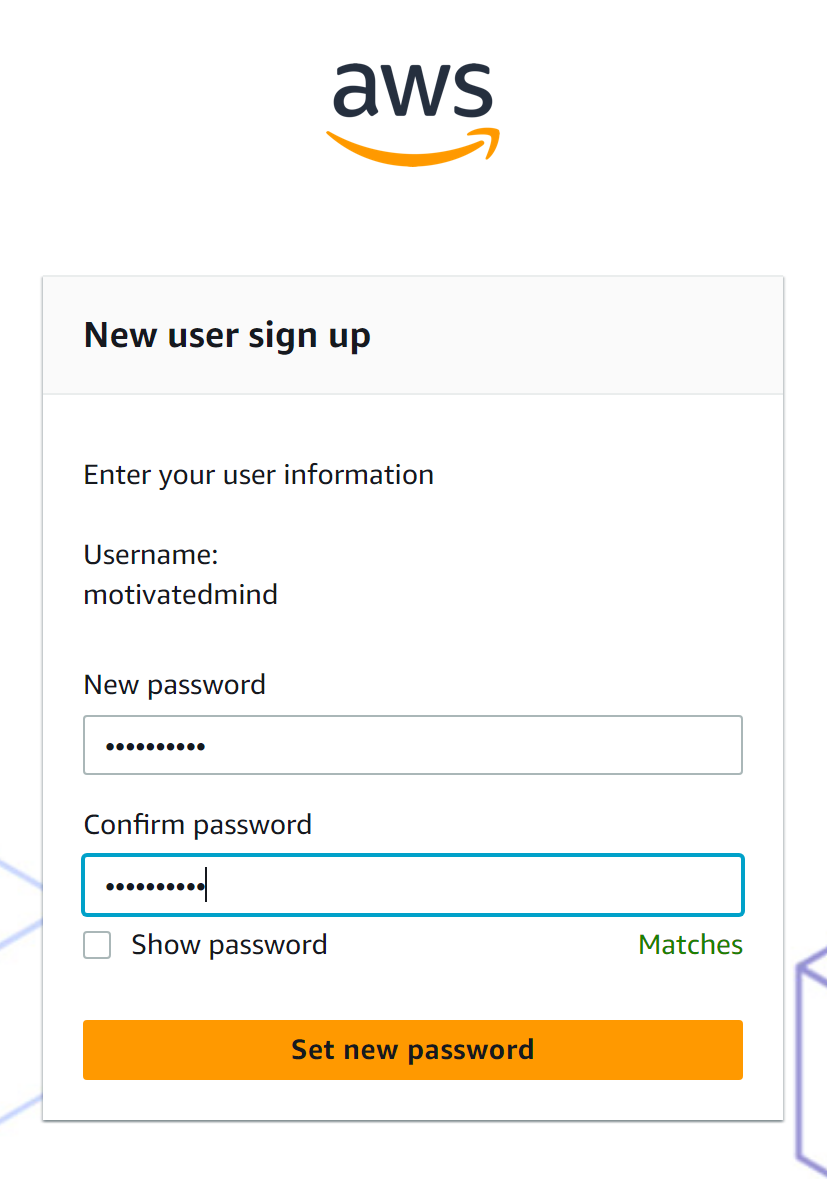 aws
New user sign up
Enter your user information
Username:
motivatedmind
New password
••••••••••
Confirm password
••••••••••
Show password
Matches
Set new password